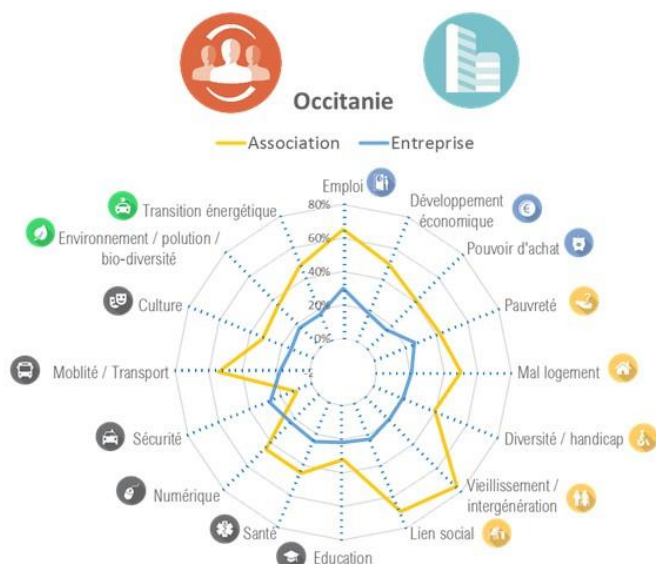 Occitanie
Association
Entreprise
Emploi
Développement
économique
Pouvoir d'achat
Pauvreté
Mal logement
Diversité / handicap
Vieillissement /
intergénération
Lien social
Education
Santé
Numérique
Sécurité
Moblité / Transport
Culture
Environnement / polution /
bio-diversité
Transition énergétique
80%
60%
40%
20%
0%